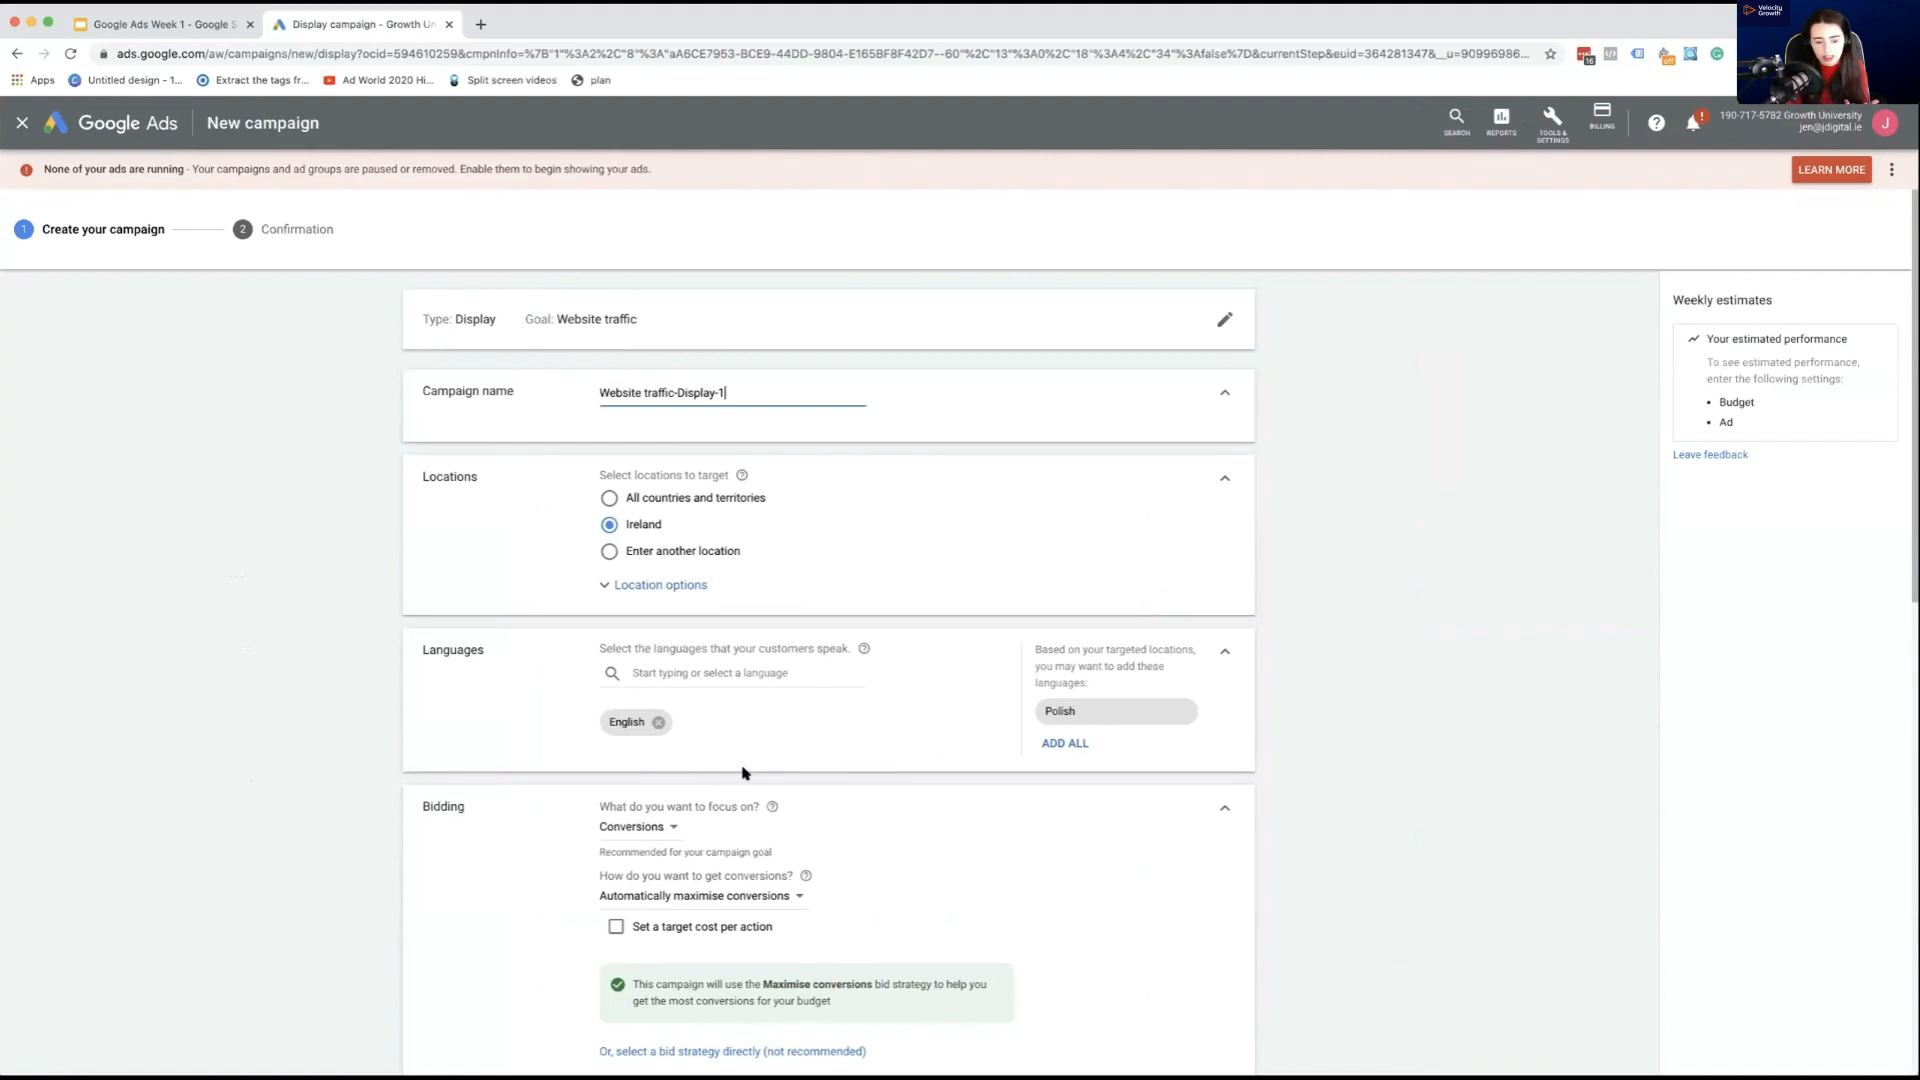 Google Ads Week 1 - Google S
Display campaign - Growth Un
ads.google.com/aw/campaigns/new/display?ocid=594610259&cmpnInfo=%7B"1"%3A2%2C"8"%3A"aA6CE7953-BCE9-44DD-9804-E165BF8F42D7--60"%2C"13"%3A0%2C"18"%3A4%2C"34"%3Afalse%7D&currentStep&euid=364281347&__u=90996986...
16
off
Velocity
Growth
Apps
Untitled design - 1...
Extract the tags fr...
Ad World 2020 Hi...
Split screen videos
plan
Google Ads
New campaign
SEARCH
REPORTS
TOOLS &
SETTINGS
BILLING
190-717-5782 Growth University
jen@jdigital.ie
J
None of your ads are running - Your campaigns and ad groups are paused or removed. Enable them to begin showing your ads.
LEARN MORE
1 Create your campaign
2 Confirmation
Type: Display
Goal: Website traffic
Campaign name
Website traffic-Display-1
Locations
Select locations to target
All countries and territories
Ireland
Enter another location
Location options
Languages
Select the languages that your customers speak.
Start typing or select a language
English
Based on your targeted locations,
you may want to add these
languages:
Polish
ADD ALL
Bidding
What do you want to focus on?
Conversions
Recommended for your campaign goal
How do you want to get conversions?
Automatically maximise conversions
Set a target cost per action
This campaign will use the Maximise conversions bid strategy to help you
get the most conversions for your budget
Or, select a bid strategy directly (not recommended)
Weekly estimates
Your estimated performance
To see estimated performance,
enter the following settings:
• Budget
• Ad
Leave feedback